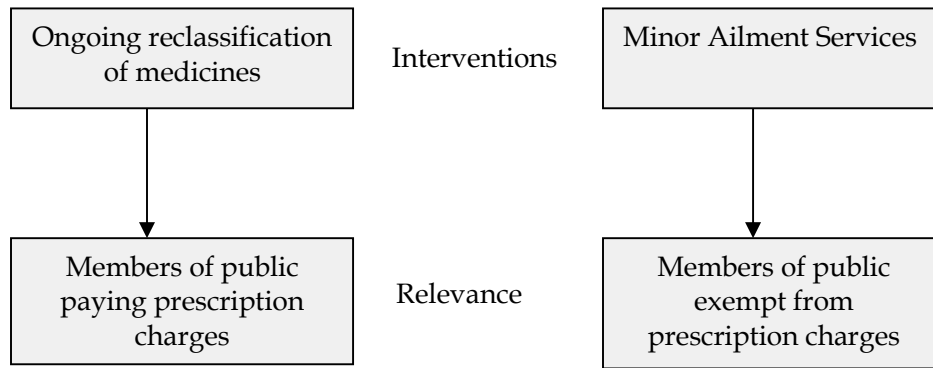 Ongoing reclassification
of medicines
Interventions
Minor Ailment Services
Members of public
paying prescription
charges
Relevance
Members of public
exempt from
prescription charges